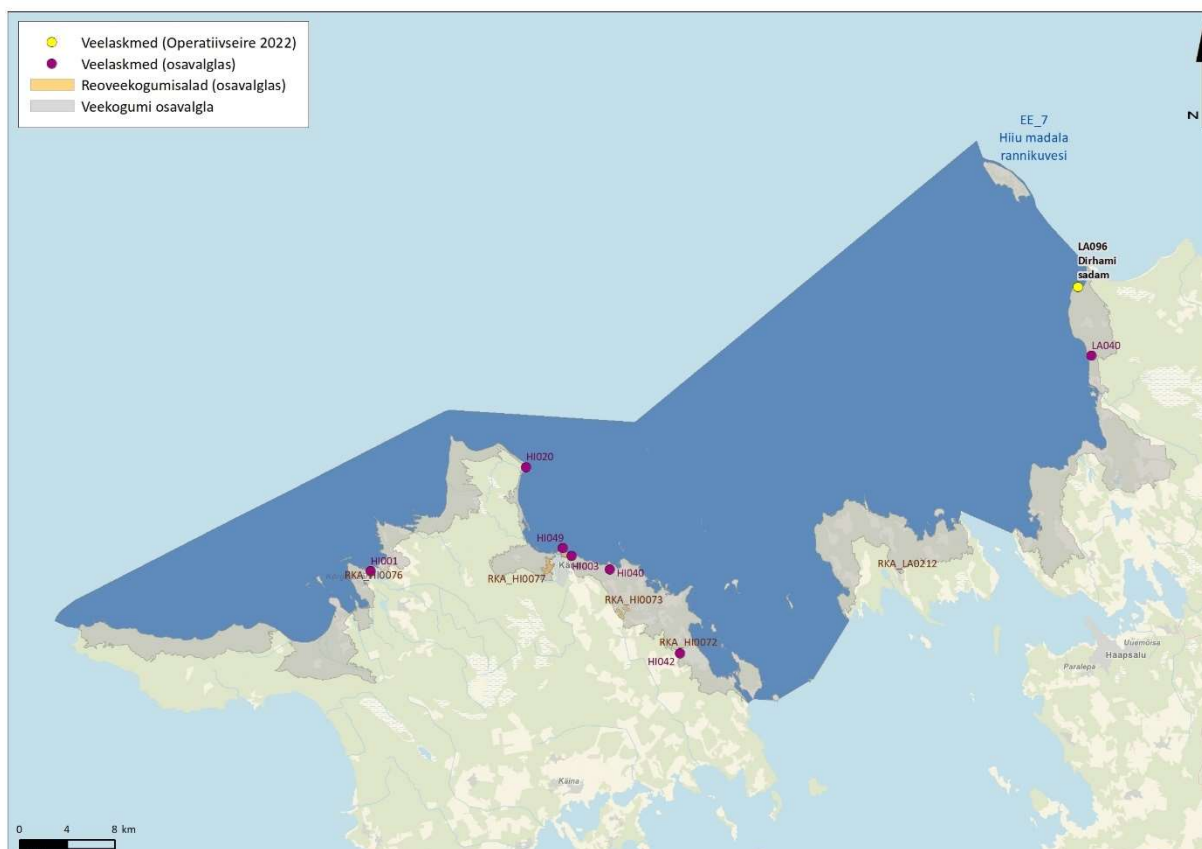 Veelaskmed (Operatiivseire 2022)
Veelaskmed (osavalglas)
Reoveekogumisalad (osavalglas)
Veekogumi osavalgla
N
EE_7
Hiiu madala
rannikuvesi
LA096
Dirhami
sadam
LA040
HI020
HI049
HI003
HI001
RKA_HI0076
RKA_HI0077
HI040
RKA_LA0212
RKA_HI0073
RKA_HI0072
HI042
Uuemõisa
Haapsalu
Paralepa
Käina
0 4 8 km